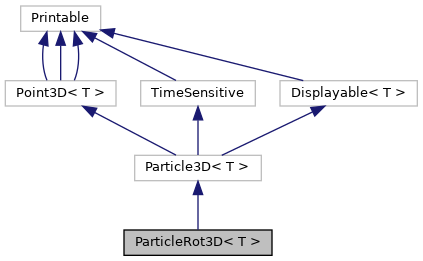 Printable
Point3D< T >
TimeSensitive
Displayable< T >
Particle3D< T >
ParticleRot3D< T >